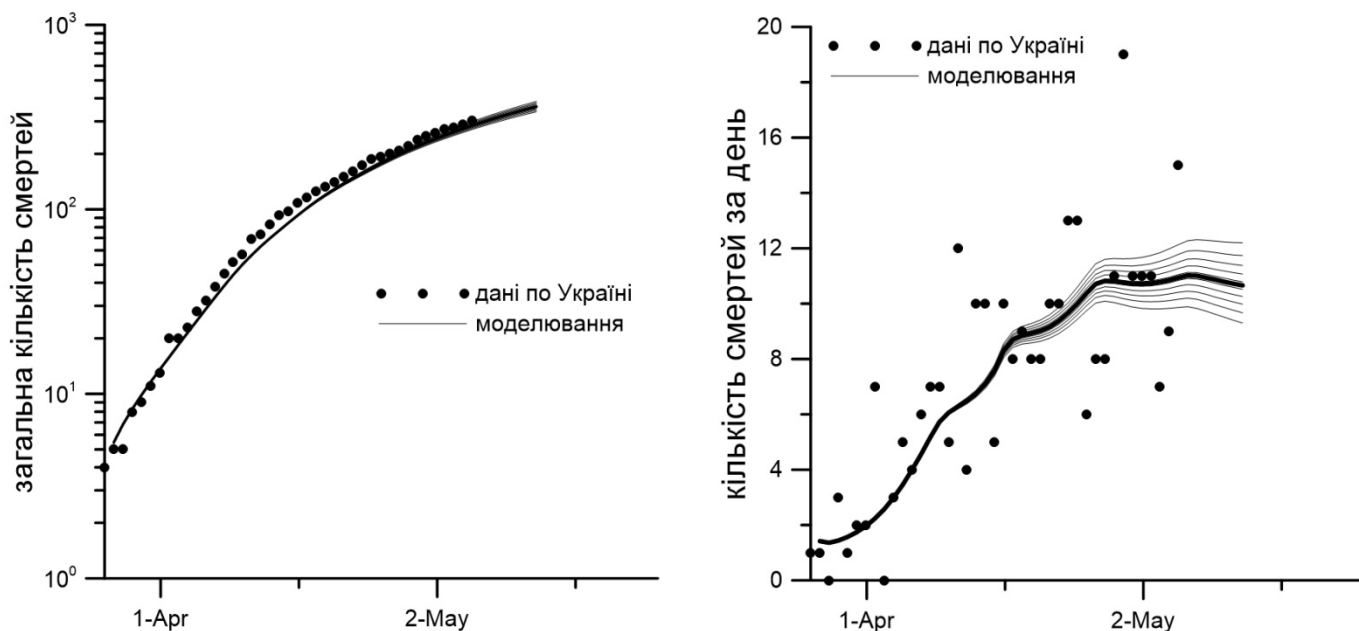 загальна кількість смертей
10³
10²
10¹
10⁰
1-Apr
2-May
дані по Україні
моделювання
кількість смертей за день
20
16
12
8
4
0
1-Apr
2-May
дані по Україні
моделювання